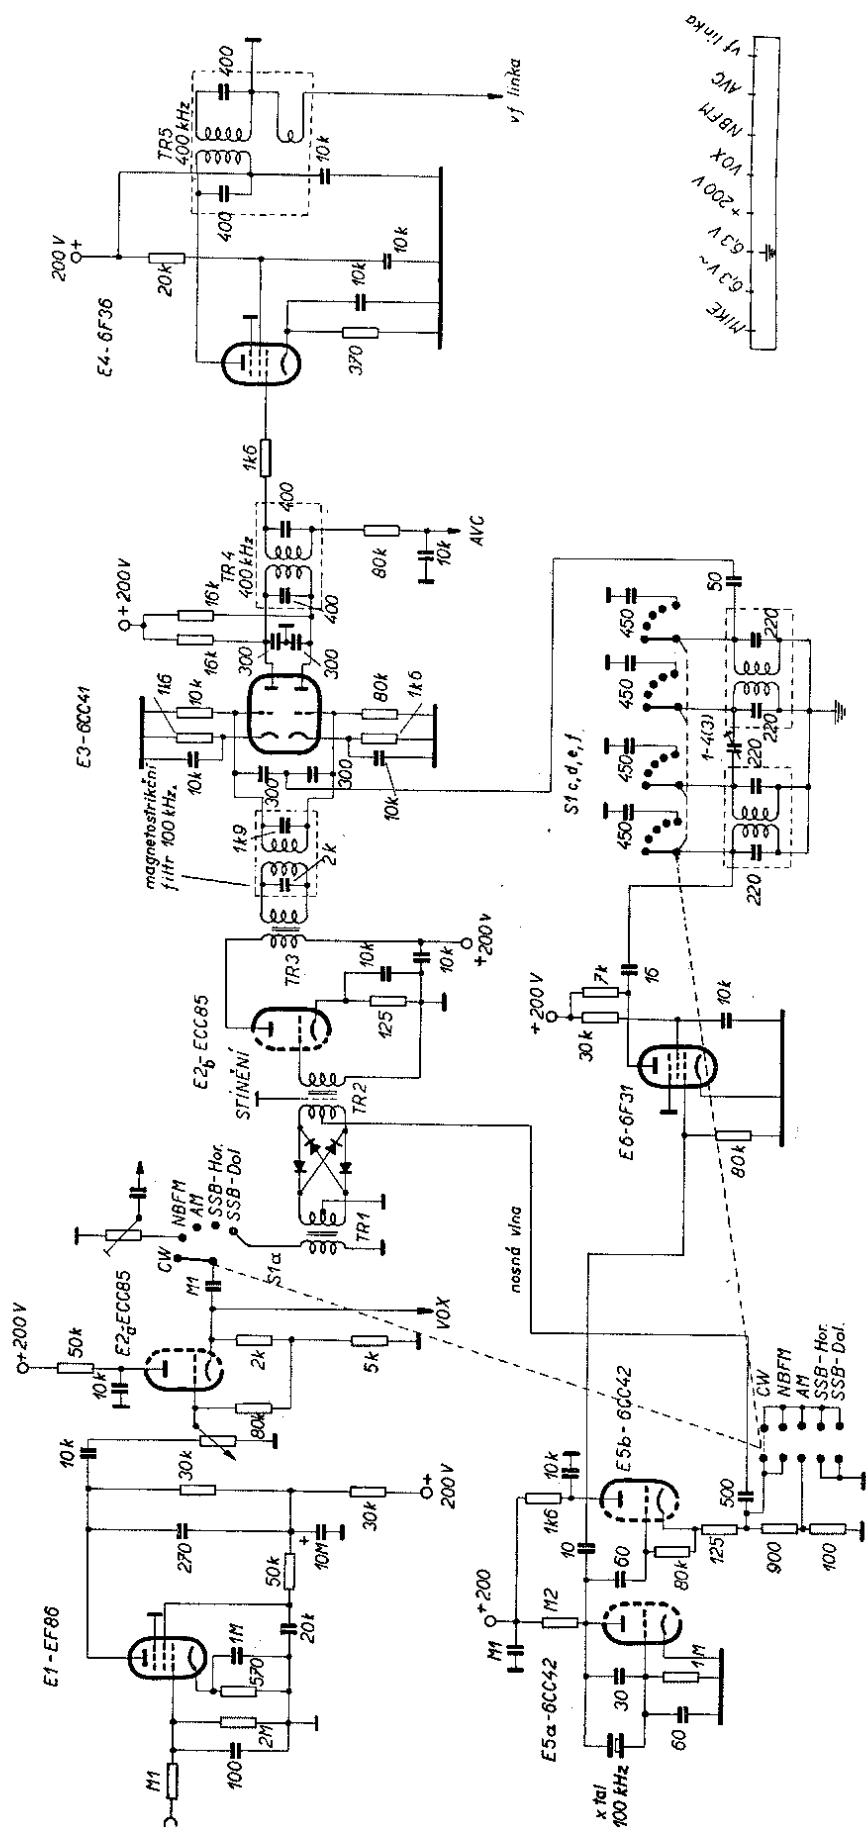 E1-EF86
M1
100
2M
570
1M
20k
50k
270
10M
+
30k
10k
30k
200V
+
E2a-ECC85
+200V
50k
10k
80k
2k
5k
M1
VOX
CW
NBFM
AM
SSB-Hor.
SSB-Dol.
S1a
TR1
STÍNĚNÍ
TR2
E2b-ECC85
125
10k
10k
+200V
TR3
magnetostrikční
filtr 100 kHz.
2k
1k9
E3-6CC41
10k
1k6
10k
300
300
10k
1k6
80k
+200V
16k
16k
300
300
TR4
400 kHz
400
400
80k
10k
AVC
1k6
E4-6F36
200V
+
20k
370
10k
10k
TR5
400 kHz
400
400
10k
vf linka
xtal
100 kHz
E5a-6CC42
M1
+200
M2
30
60
1M
60
10
1k6
10k
E5b-6CC42
80k
125
900
100
500
CW
NBFM
AM
SSB-Hor.
SSB-Dol.
nosná vlna
E6-6F31
80k
+200V
30k
7k
10k
16
S1c,d,e,f
450
450
450
450
220
220
1-4(3)
220
220
50
MIKE
6,3V~
6,3V
+200V
VOX
NBFM
AVC
vf linka